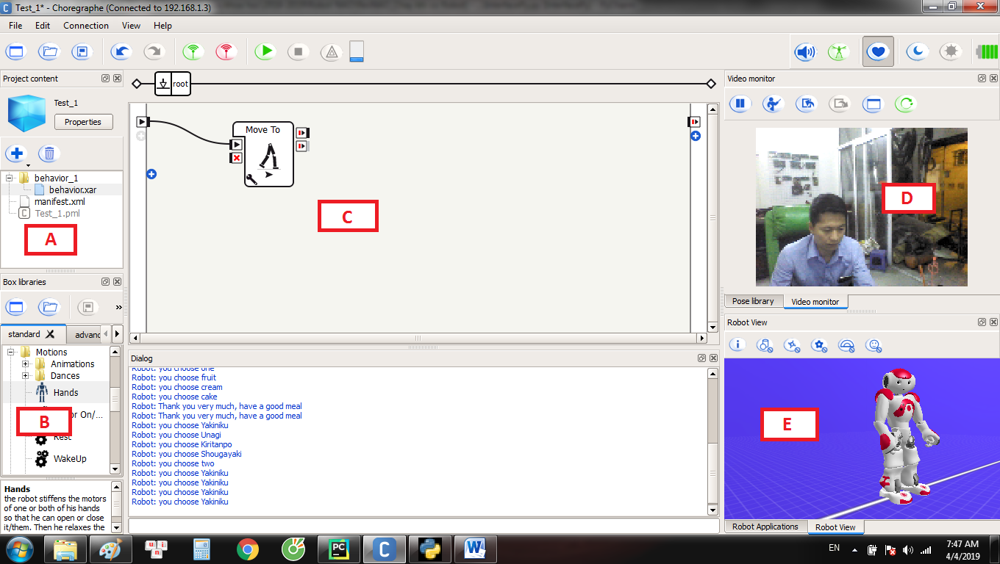 Test_1* - Choregraphe (Connected to 192.168.1.3)
File Edit Connection View Help
Project content
Test_1
Properties
behavior_1
behavior.xar
manifest.xml
Test_1.pml
A
Box libraries
standard
advanc
Motions
Animations
Dances
Hands
or On/...
B
Rest
WakeUp
Hands
the robot stiffens the motors
of one or both of his hands
so that he can open or close
it/them. Then he relaxes the
root
Move To
C
Dialog
Robot: you choose one
Robot: you choose fruit
Robot: you choose cream
Robot: you choose cake
Robot: Thank you very much, have a good meal
Robot: Thank you very much, have a good meal
Robot: you choose Yakiniku
Robot: you choose Unagi
Robot: you choose Kiritanpo
Robot: you choose Shougayaki
Robot: you choose two
Robot: you choose Yakiniku
Robot: you choose Yakiniku
Robot: you choose Yakiniku
Robot: you choose Yakiniku
Video monitor
D
Pose library Video monitor
Robot View
E
Robot Applications Robot View
uni
PC
C
W
EN
7:47 AM
4/4/2019